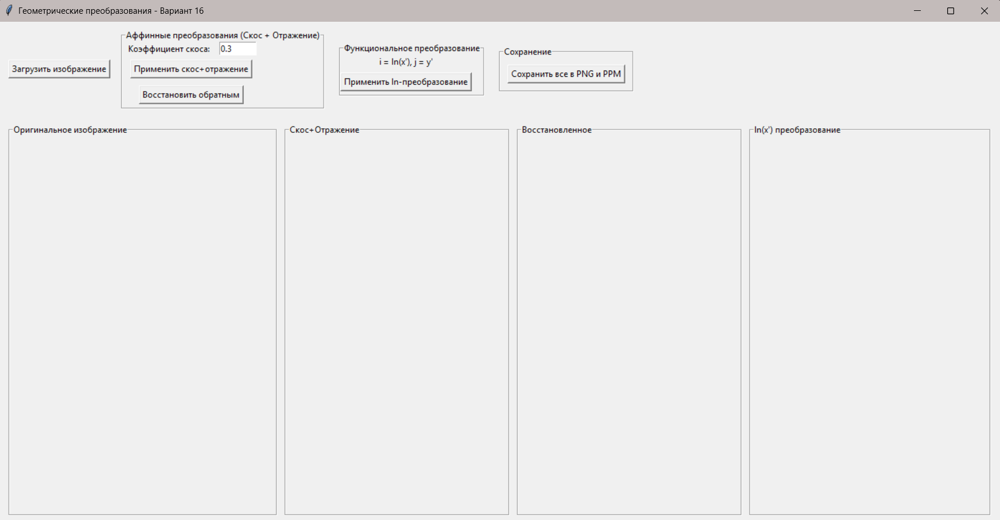 Геометрические преобразования - Вариант 16
Аффинные преобразования (Скос + Отражение)
Коэффициент скоса: 0.3
Загрузить изображение
Применить скос+отражение
Восстановить обратным
Функциональное преобразование
i = ln(x'), j = y'
Применить ln-преобразование
Сохранение
Сохранить все в PNG и PPM
Оригинальное изображение
Скос+Отражение
Восстановленное
ln(x') преобразование